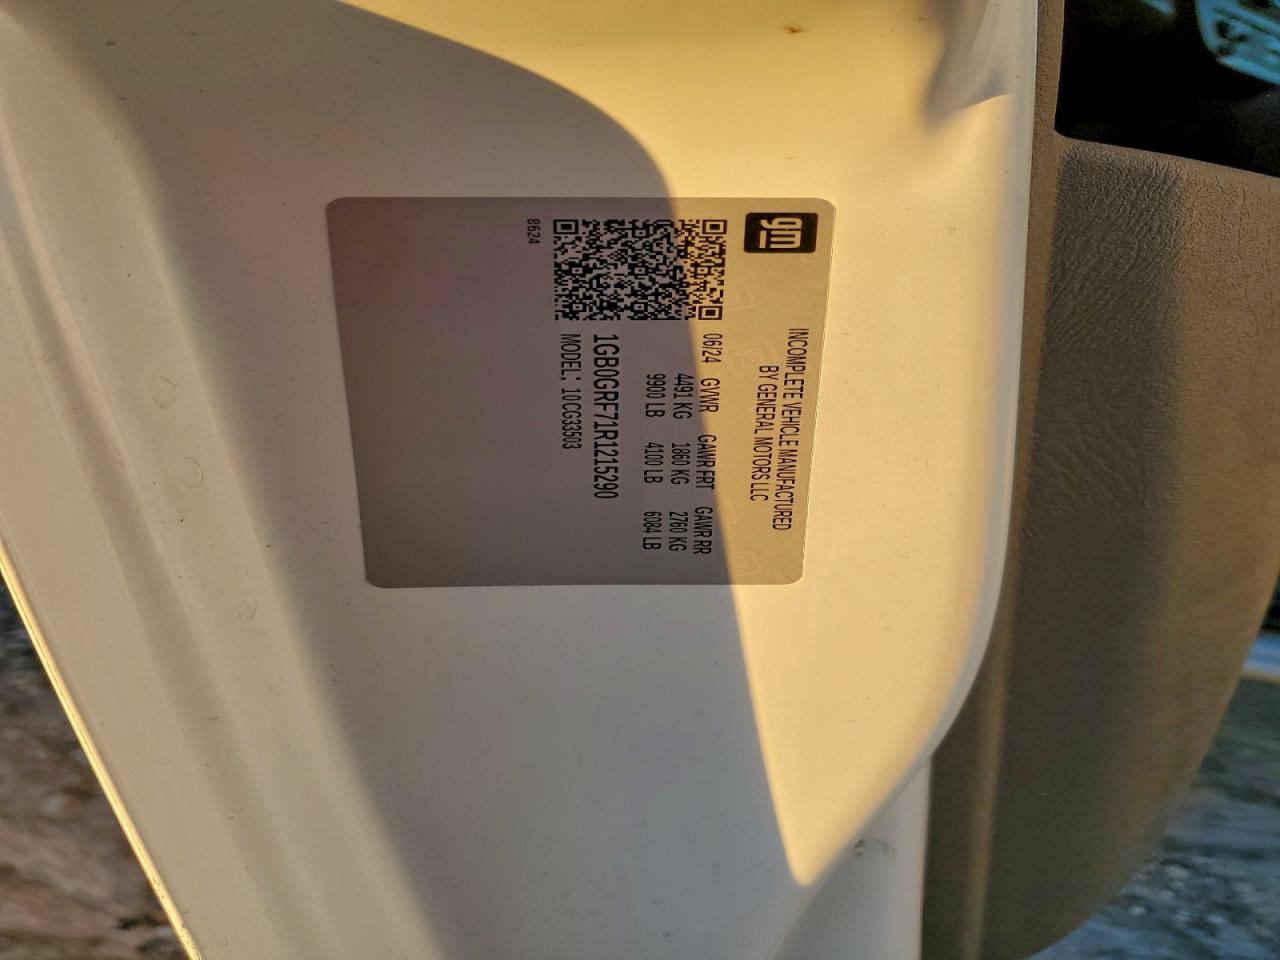 gm
INCOMPLETE VEHICLE MANUFACTURED
BY GENERAL MOTORS LLC
06/24 GVWR GAWR FRT GAWR RR
4491 KG 1860 KG 2760 KG
9900 LB 4100 LB 6084 LB
1GB0GRF71R1215290
MODEL: 10CG33503
8624